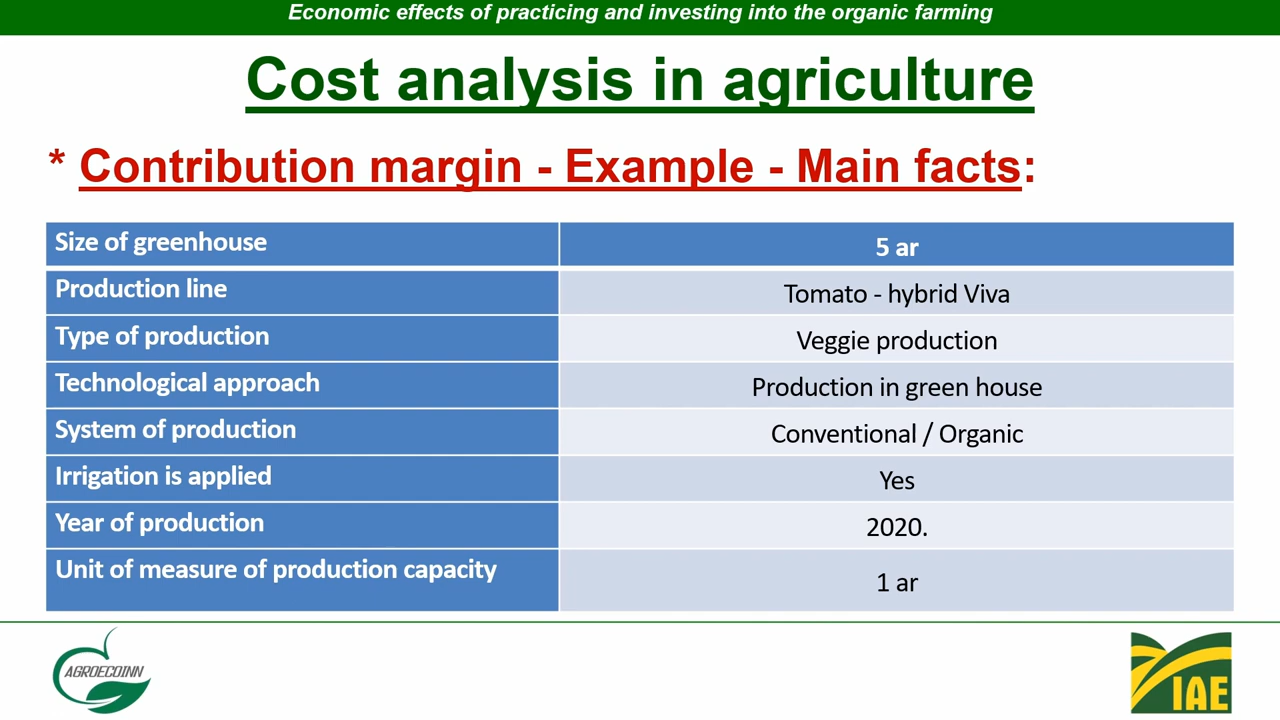 Economic effects of practicing and investing into the organic farming
Cost analysis in agriculture
* Contribution margin - Example - Main facts:
Size of greenhouse 5 ar
Production line Tomato - hybrid Viva
Type of production Veggie production
Technological approach Production in green house
System of production Conventional / Organic
Irrigation is applied Yes
Year of production 2020.
Unit of measure of production capacity 1 ar
AGROECOINN
IAE